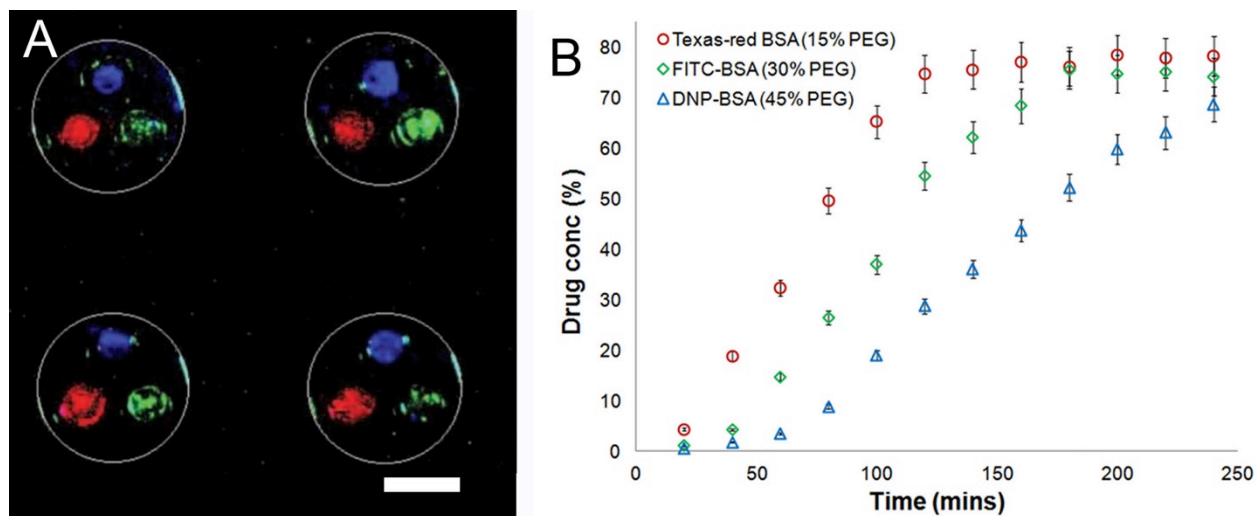 A
B
Texas-red BSA (15% PEG)
FITC-BSA (30% PEG)
DNP-BSA (45% PEG)
Drug conc (%)
80
70
60
50
40
30
20
10
0
0 50 100 150 200 250
Time (mins)